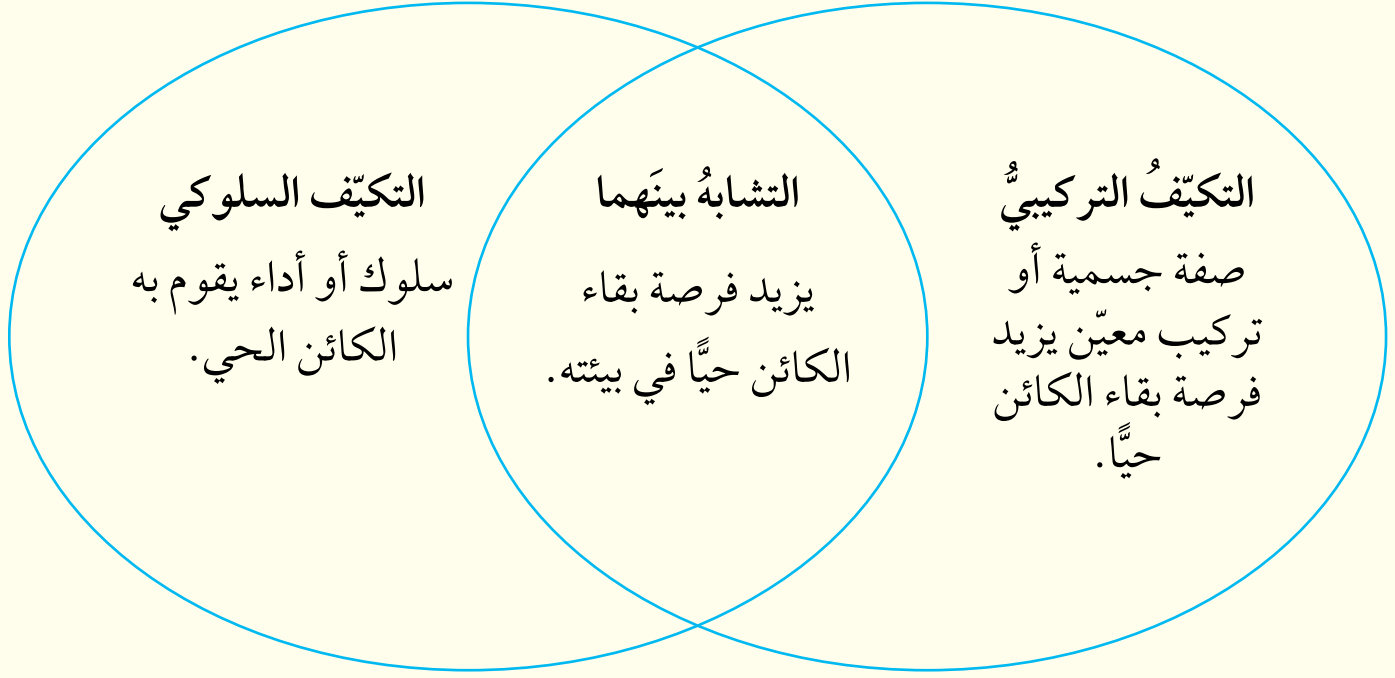 التكيّفُ التركيبيُّ
صفة جسمية أو
تركيب معيّن يزيد
فرصة بقاء الكائن
حيًّا.
التشابهُ بينَهما
يزيد فرصة بقاء
الكائن حيًّا في بيئته.
التكيّف السلوكي
سلوك أو أداء يقوم به
الكائن الحي.